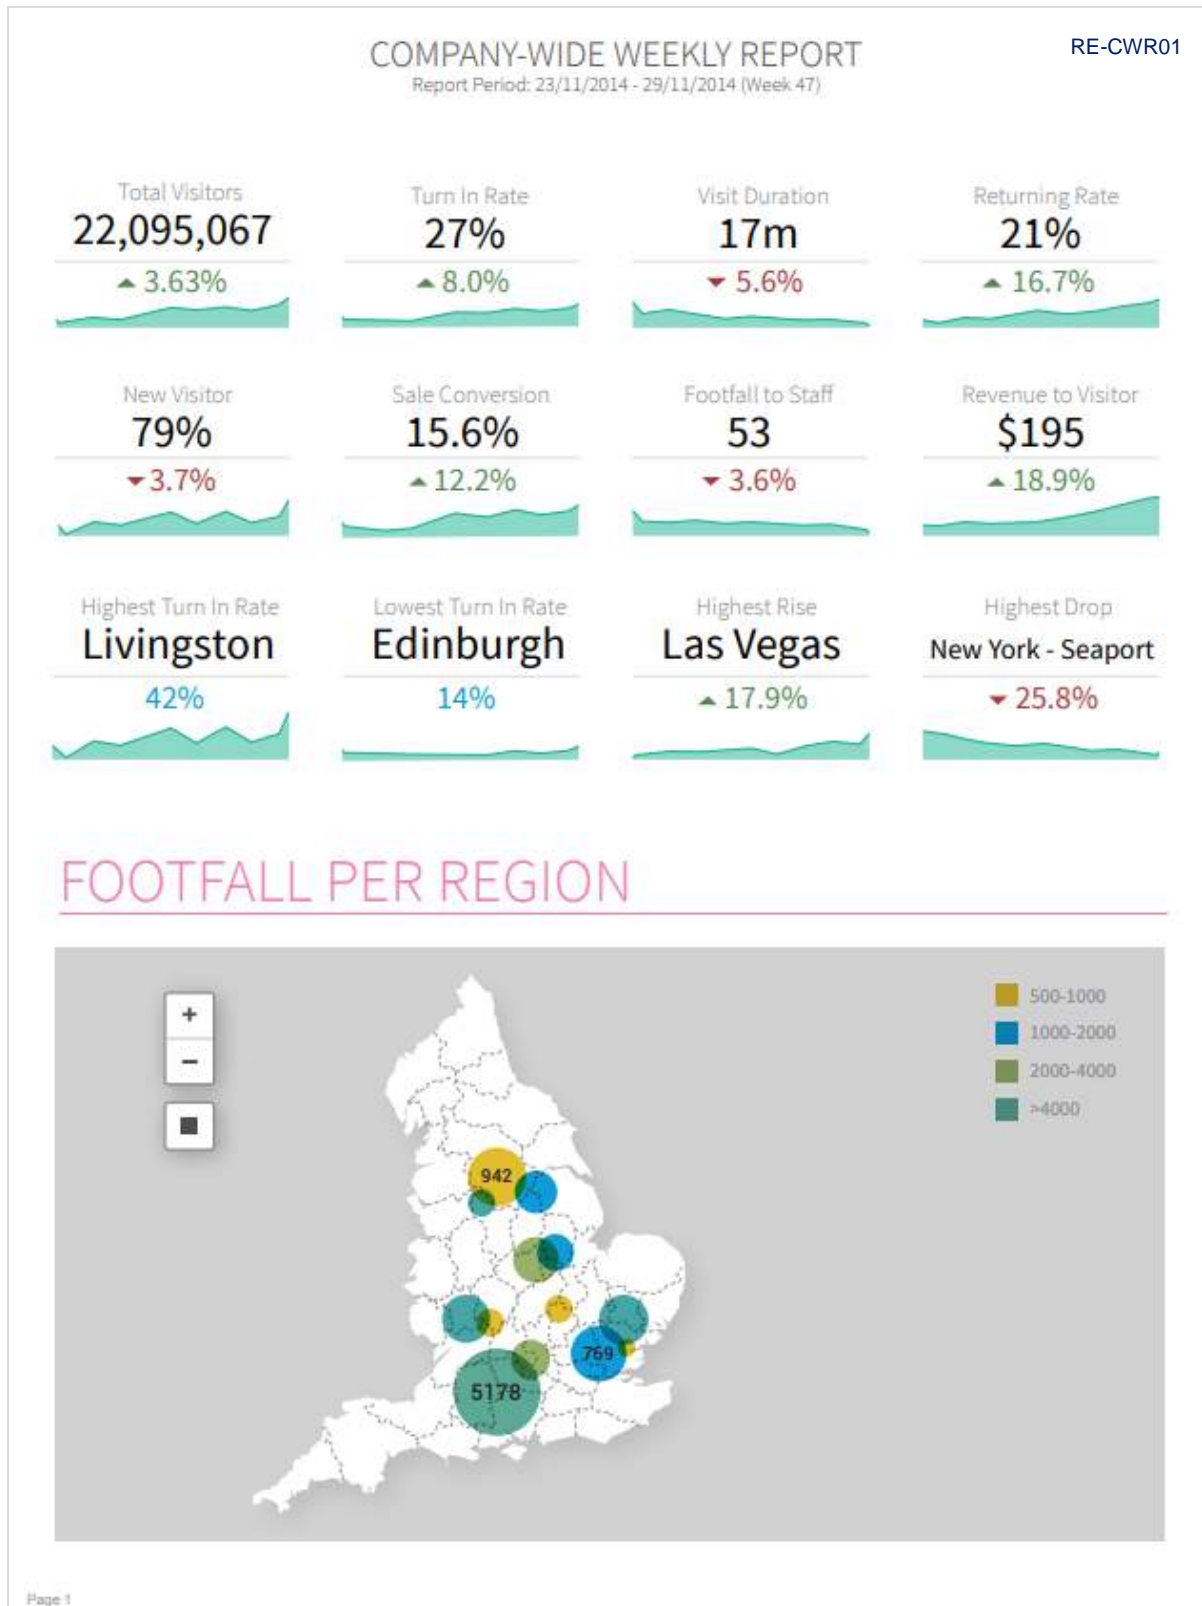 COMPANY-WIDE WEEKLY REPORT
RE-CWR01
Report Period: 23/11/2014 - 29/11/2014 (Week 47)
Total Visitors
22,095,067
▲ 3.63%
Turn In Rate
27%
▲ 8.0%
Visit Duration
17m
▼ 5.6%
Returning Rate
21%
▲ 16.7%
New Visitor
79%
▼ 3.7%
Sale Conversion
15.6%
▲ 12.2%
Footfall to Staff
53
▼ 3.6%
Revenue to Visitor
$195
▲ 18.9%
Highest Turn In Rate
Livingston
42%
Lowest Turn In Rate
Edinburgh
14%
Highest Rise
Las Vegas
▲ 17.9%
Highest Drop
New York - Seaport
▼ 25.8%
FOOTFALL PER REGION
+
−
500-1000
1000-2000
2000-4000
>4000
942
769
5178
Page 1